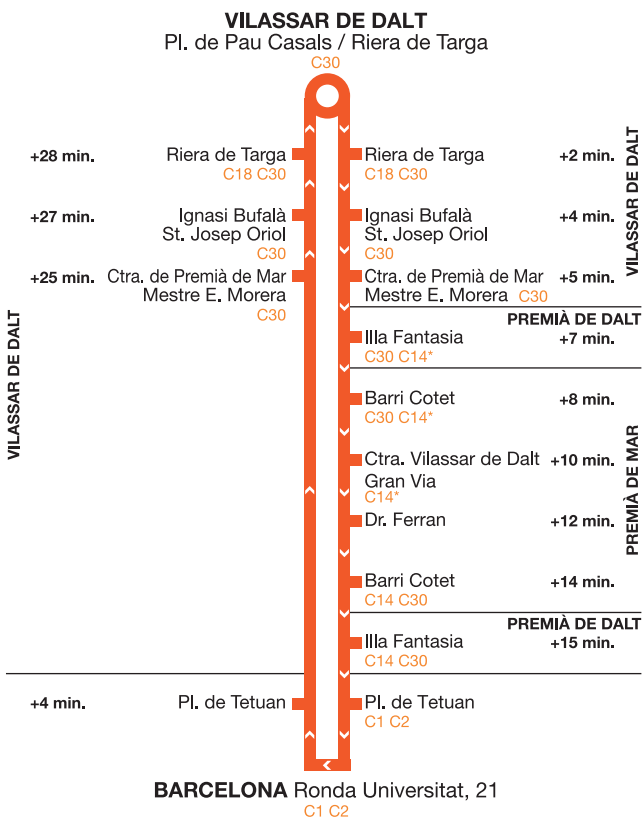 VILASSAR DE DALT
Pl. de Pau Casals / Riera de Targa
C30
+28 min.
Riera de Targa
C18 C30
+27 min.
Ignasi Bufalà
St. Josep Oriol
C30
+25 min.
Ctra. de Premià de Mar
Mestre E. Morera
C30
VILASSAR DE DALT
+4 min.
Pl. de Tetuan
Riera de Targa
C18 C30
+2 min.
Ignasi Bufalà
St. Josep Oriol
C30
+4 min.
Ctra. de Premià de Mar
Mestre E. Morera C30
+5 min.
VILASSAR DE DALT
PREMIÀ DE DALT
Illa Fantasia
C30 C14*
+7 min.
Barri Cotet
C30 C14*
+8 min.
Ctra. Vilassar de Dalt
Gran Via
C14*
+10 min.
Dr. Ferran
+12 min.
Barri Cotet
C14 C30
+14 min.
PREMIÀ DE MAR
PREMIÀ DE DALT
Illa Fantasia
C14 C30
+15 min.
Pl. de Tetuan
C1 C2
BARCELONA Ronda Universitat, 21
C1 C2